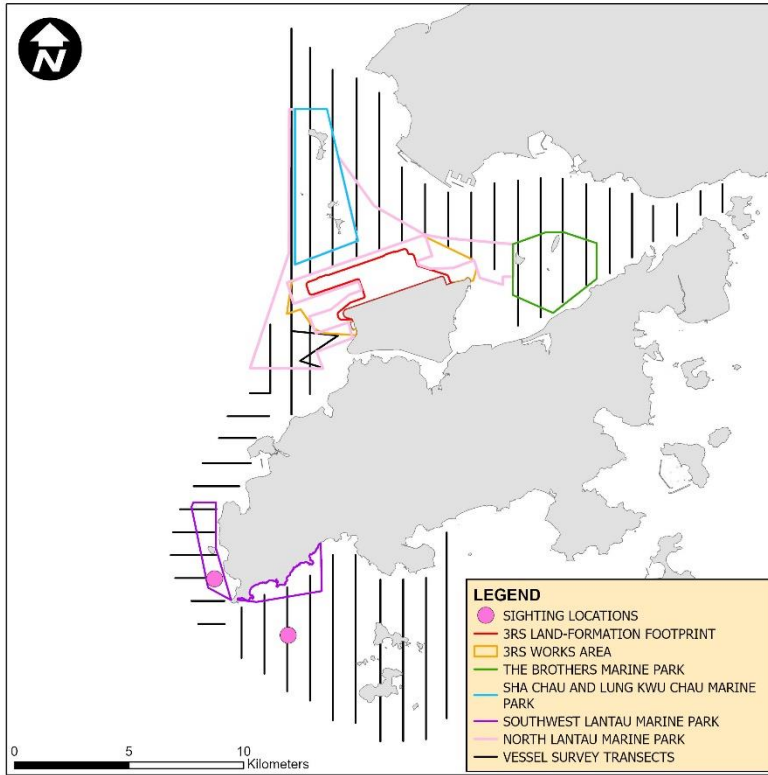 N
LEGEND
SIGHTING LOCATIONS
3RS LAND-FORMATION FOOTPRINT
3RS WORKS AREA
THE BROTHERS MARINE PARK
SHA CHAU AND LUNG KWU CHAU MARINE
PARK
SOUTHWEST LANTAU MARINE PARK
NORTH LANTAU MARINE PARK
VESSEL SURVEY TRANSECTS
0 5 10
Kilometers